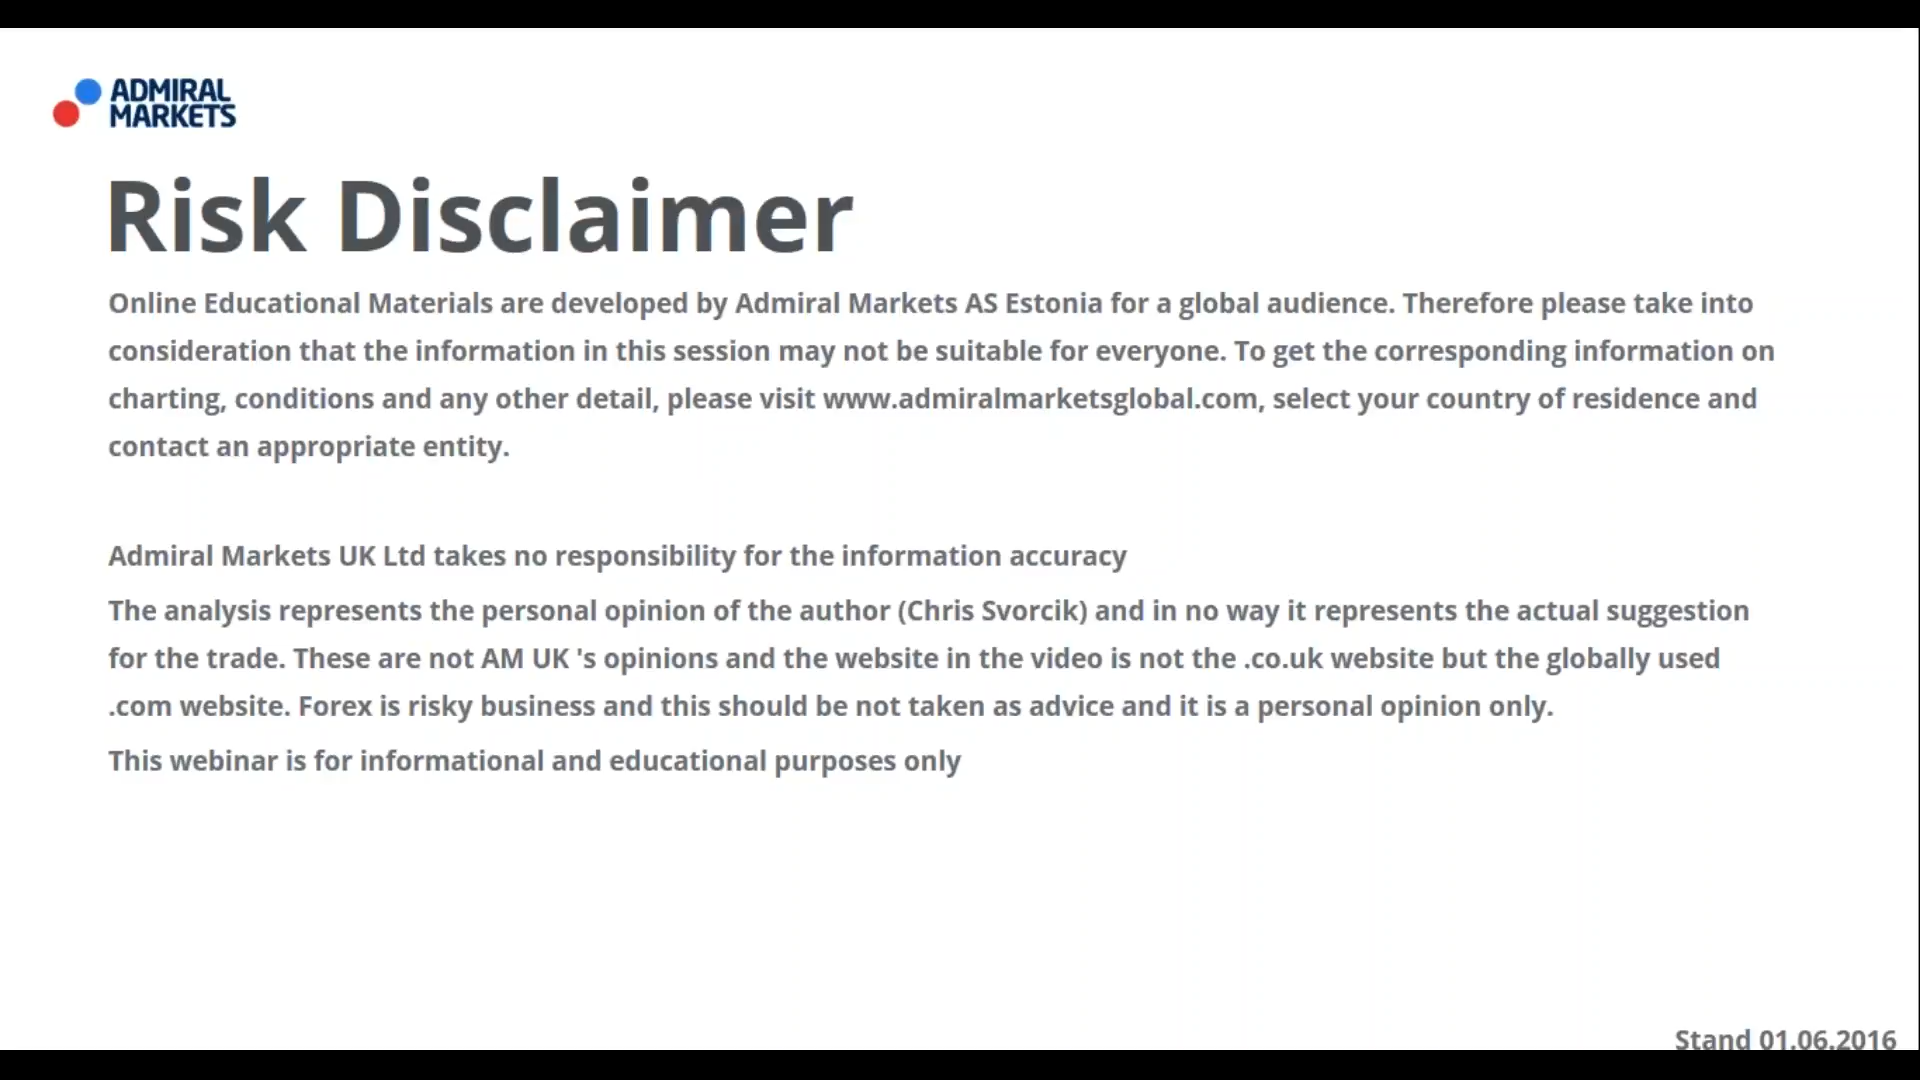 ADMIRAL
MARKETS
Risk Disclaimer
Online Educational Materials are developed by Admiral Markets AS Estonia for a global audience. Therefore please take into
consideration that the information in this session may not be suitable for everyone. To get the corresponding information on
charting, conditions and any other detail, please visit www.admiralmarketsglobal.com, select your country of residence and
contact an appropriate entity.
Admiral Markets UK Ltd takes no responsibility for the information accuracy
The analysis represents the personal opinion of the author (Chris Svorcik) and in no way it represents the actual suggestion
for the trade. These are not AM UK 's opinions and the website in the video is not the .co.uk website but the globally used
.com website. Forex is risky business and this should be not taken as advice and it is a personal opinion only.
This webinar is for informational and educational purposes only
Stand 01.06.2016